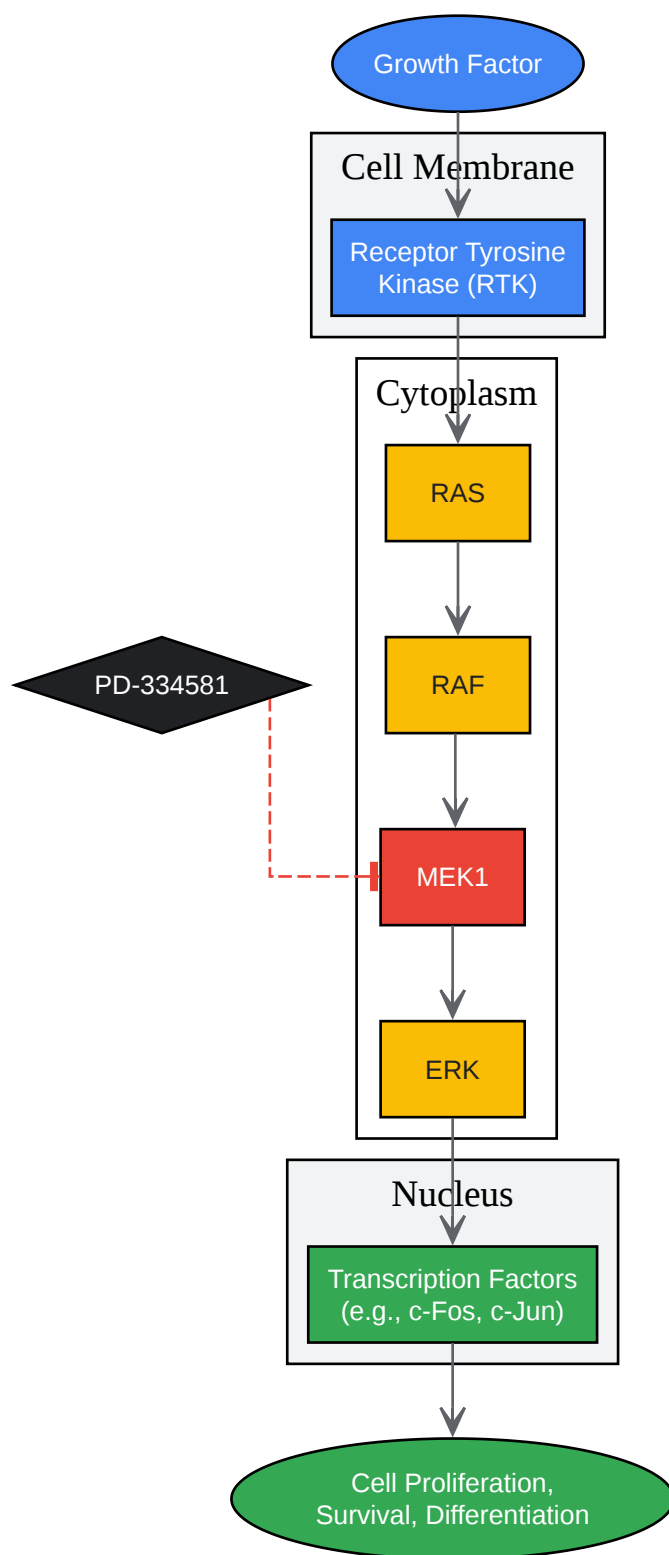 Growth Factor
Cell Membrane
Receptor Tyrosine
Kinase (RTK)
Cytoplasm
RAS
PD-334581
RAF
MEK1
ERK
Nucleus
Transcription Factors
(e.g., c-Fos, c-Jun)
Cell Proliferation,
Survival, Differentiation